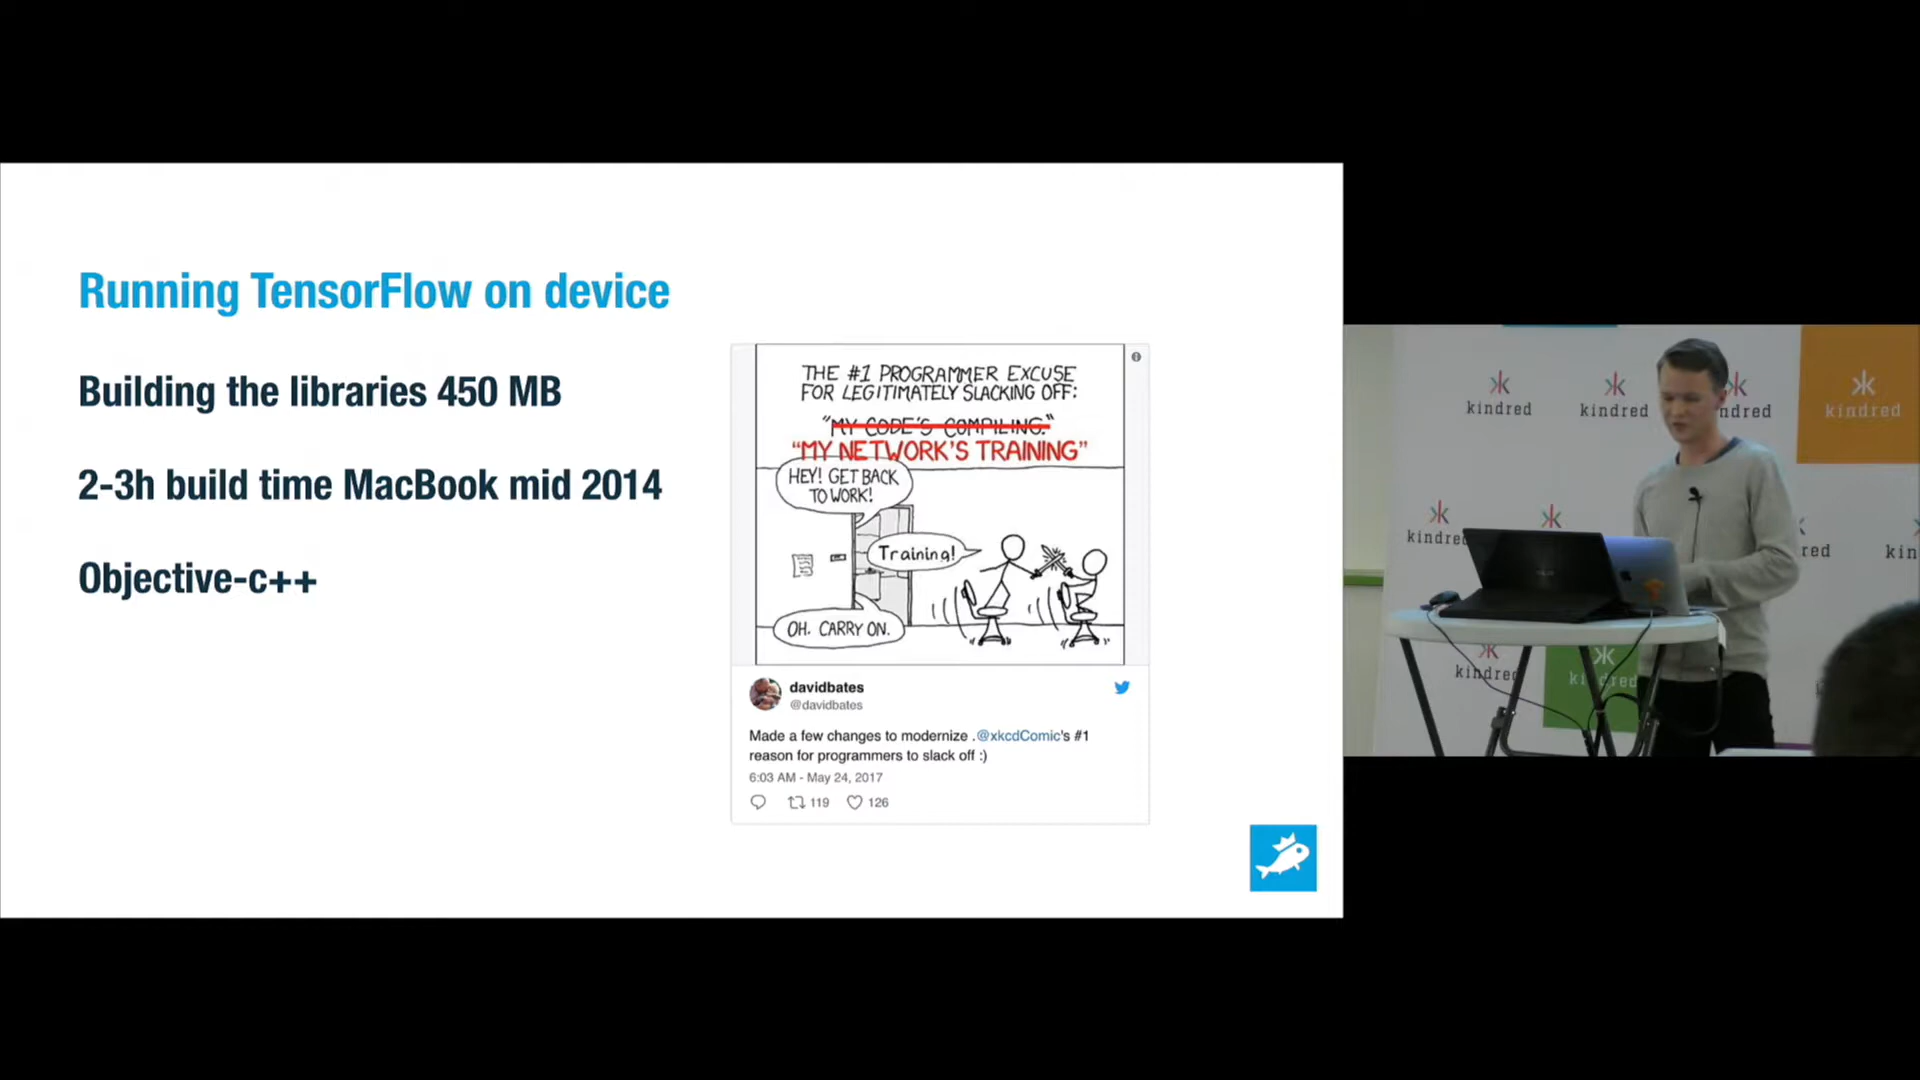 Running TensorFlow on device
Building the libraries 450 MB
2-3h build time MacBook mid 2014
Objective-c++
THE #1 PROGRAMMER EXCUSE
FOR LEGITIMATELY SLACKING OFF:
"MY CODE'S COMPILING."
"MY NETWORK'S TRAINING"
HEY! GET BACK
TO WORK!
Training!
OH. CARRY ON.
davidbates
@davidbates
Made a few changes to modernize .@xkcdComic's #1
reason for programmers to slack off :)
6:03 AM - May 24, 2017
119 126
kindred kindred ndred kindred
kindred red kin
kindred kindred